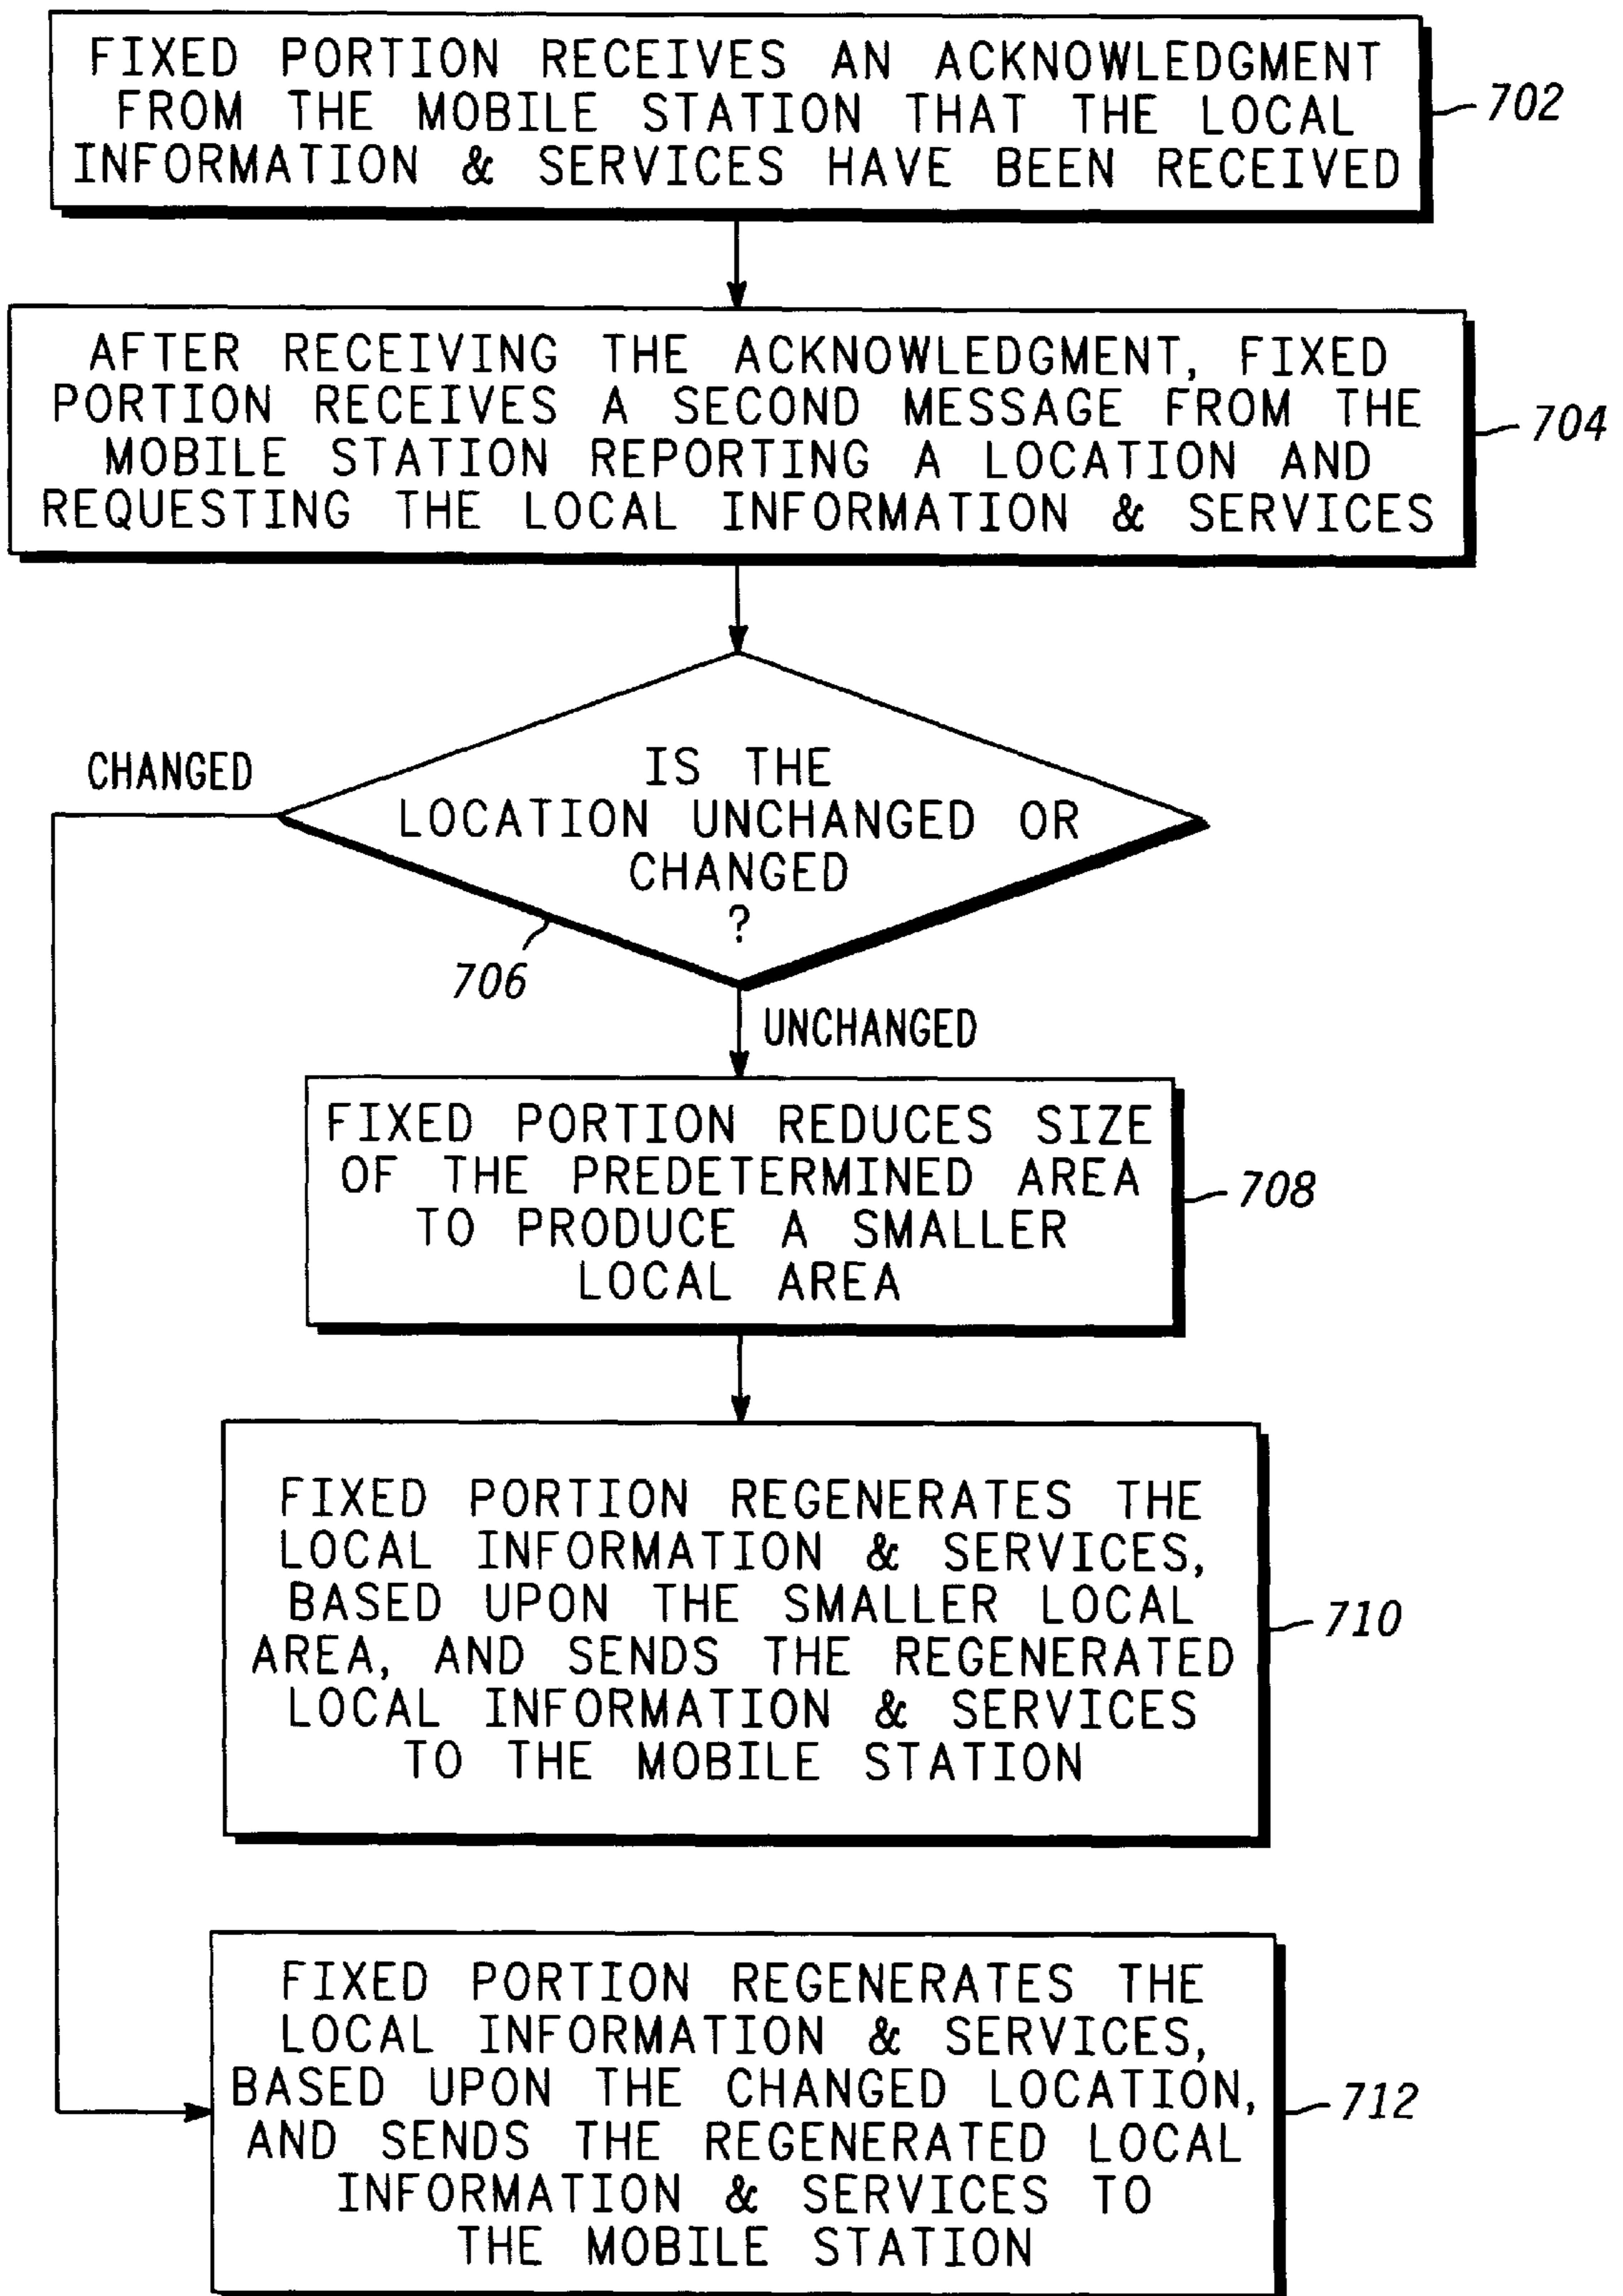 FIXED PORTION RECEIVES AN ACKNOWLEDGMENT
FROM THE MOBILE STATION THAT THE LOCAL
INFORMATION & SERVICES HAVE BEEN RECEIVED
702
AFTER RECEIVING THE ACKNOWLEDGMENT, FIXED
PORTION RECEIVES A SECOND MESSAGE FROM THE
MOBILE STATION REPORTING A LOCATION AND
REQUESTING THE LOCAL INFORMATION & SERVICES
704
CHANGED
IS THE
LOCATION UNCHANGED OR
CHANGED
?
706
UNCHANGED
FIXED PORTION REDUCES SIZE
OF THE PREDETERMINED AREA
TO PRODUCE A SMALLER
LOCAL AREA
708
FIXED PORTION REGENERATES THE
LOCAL INFORMATION & SERVICES,
BASED UPON THE SMALLER LOCAL
AREA, AND SENDS THE REGENERATED
LOCAL INFORMATION & SERVICES
TO THE MOBILE STATION
710
FIXED PORTION REGENERATES THE
LOCAL INFORMATION & SERVICES,
BASED UPON THE CHANGED LOCATION,
AND SENDS THE REGENERATED LOCAL
INFORMATION & SERVICES TO
THE MOBILE STATION
712